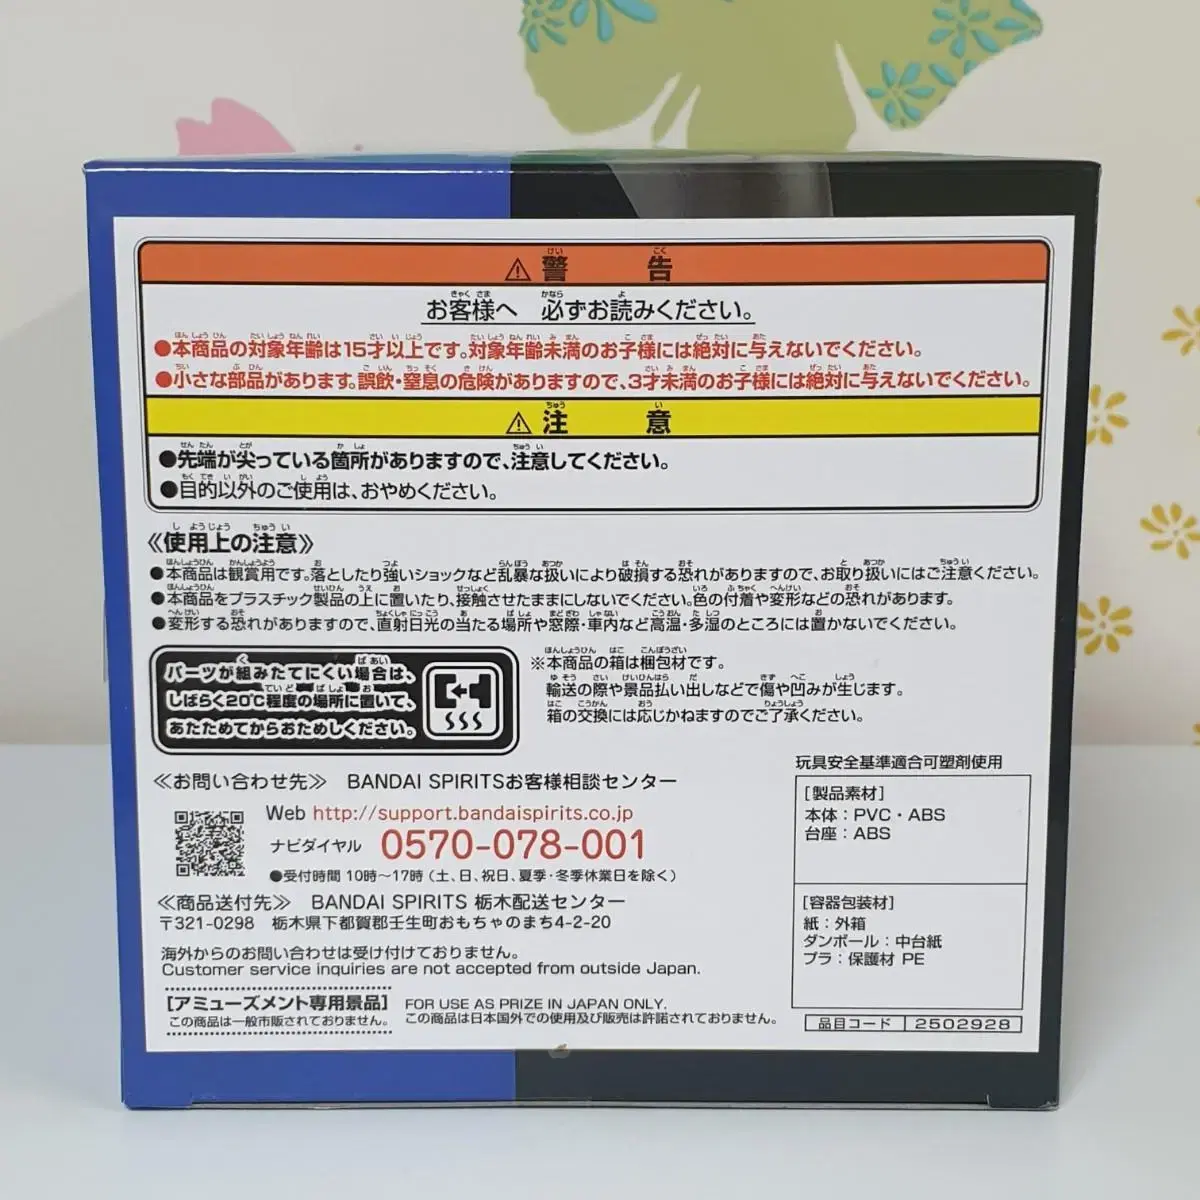 ⚠警告
お客様へ 必ずお読みください。
●本商品の対象年齢は15才以上です。対象年齢未満のお子様には絶対に与えないでください。
●小さな部品があります。誤飲・窒息の危険がありますので、3才未満のお子様には絶対に与えないでください。
⚠注意
●先端が尖っている箇所がありますので、注意してください。
●目的以外のご使用は、おやめください。
《使用上の注意》
●本商品は観賞用です。落としたり強いショックなど乱暴な扱いにより破損する恐れがありますので、お取り扱いにはご注意ください。
●本商品をプラスチック製品の上に置いたり、接触させたままにしないでください。色の付着や変形などの恐れがあります。
●変形する恐れがありますので、直射日光の当たる場所や窓際・車内など高温・多湿のところには置かないでください。
パーツが組みたてにくい場合は、
しばらく20℃程度の場所に置いて、
あたためてからおためしください。
※本商品の箱は梱包材です。
輸送の際や景品払い出しなどで傷や凹みが生じます。
箱の交換には応じかねますのでご了承ください。
≪お問い合わせ先≫ BANDAI SPIRITSお客様相談センター
Web http://support.bandaispirits.co.jp
ナビダイヤル 0570-078-001
●受付時間 10時〜17時(土、日、祝日、夏季・冬季休業日を除く)
≪商品送付先≫ BANDAI SPIRITS 栃木配送センター
〒321-0298 栃木県下都賀郡壬生町おもちゃのまち4-2-20
海外からのお問い合わせは受け付けておりません。
Customer service inquiries are not accepted from outside Japan.
[アミューズメント専用景品]
この商品は一般市販されておりません。
FOR USE AS PRIZE IN JAPAN ONLY.
この商品は日本国外での使用及び販売は許諾されておりません。
玩具安全基準適合可塑剤使用
[製品素材]
本体:PVC・ABS
台座:ABS
[容器包装材]
紙:外箱
ダンボール:中台紙
プラ:保護材 PE
品目コード 2502928